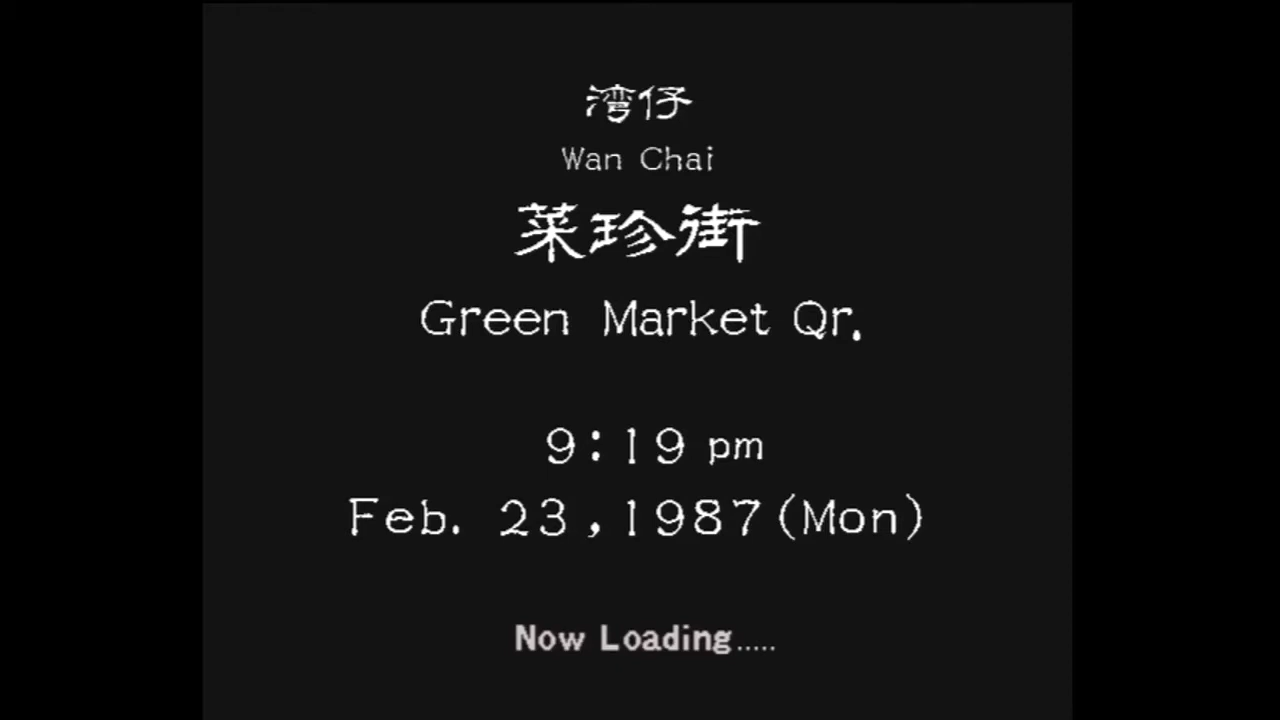 湾仔
Wan Chai
菜珍街
Green Market Qr.
9:19 pm
Feb. 23,1987(Mon)
Now Loading.....